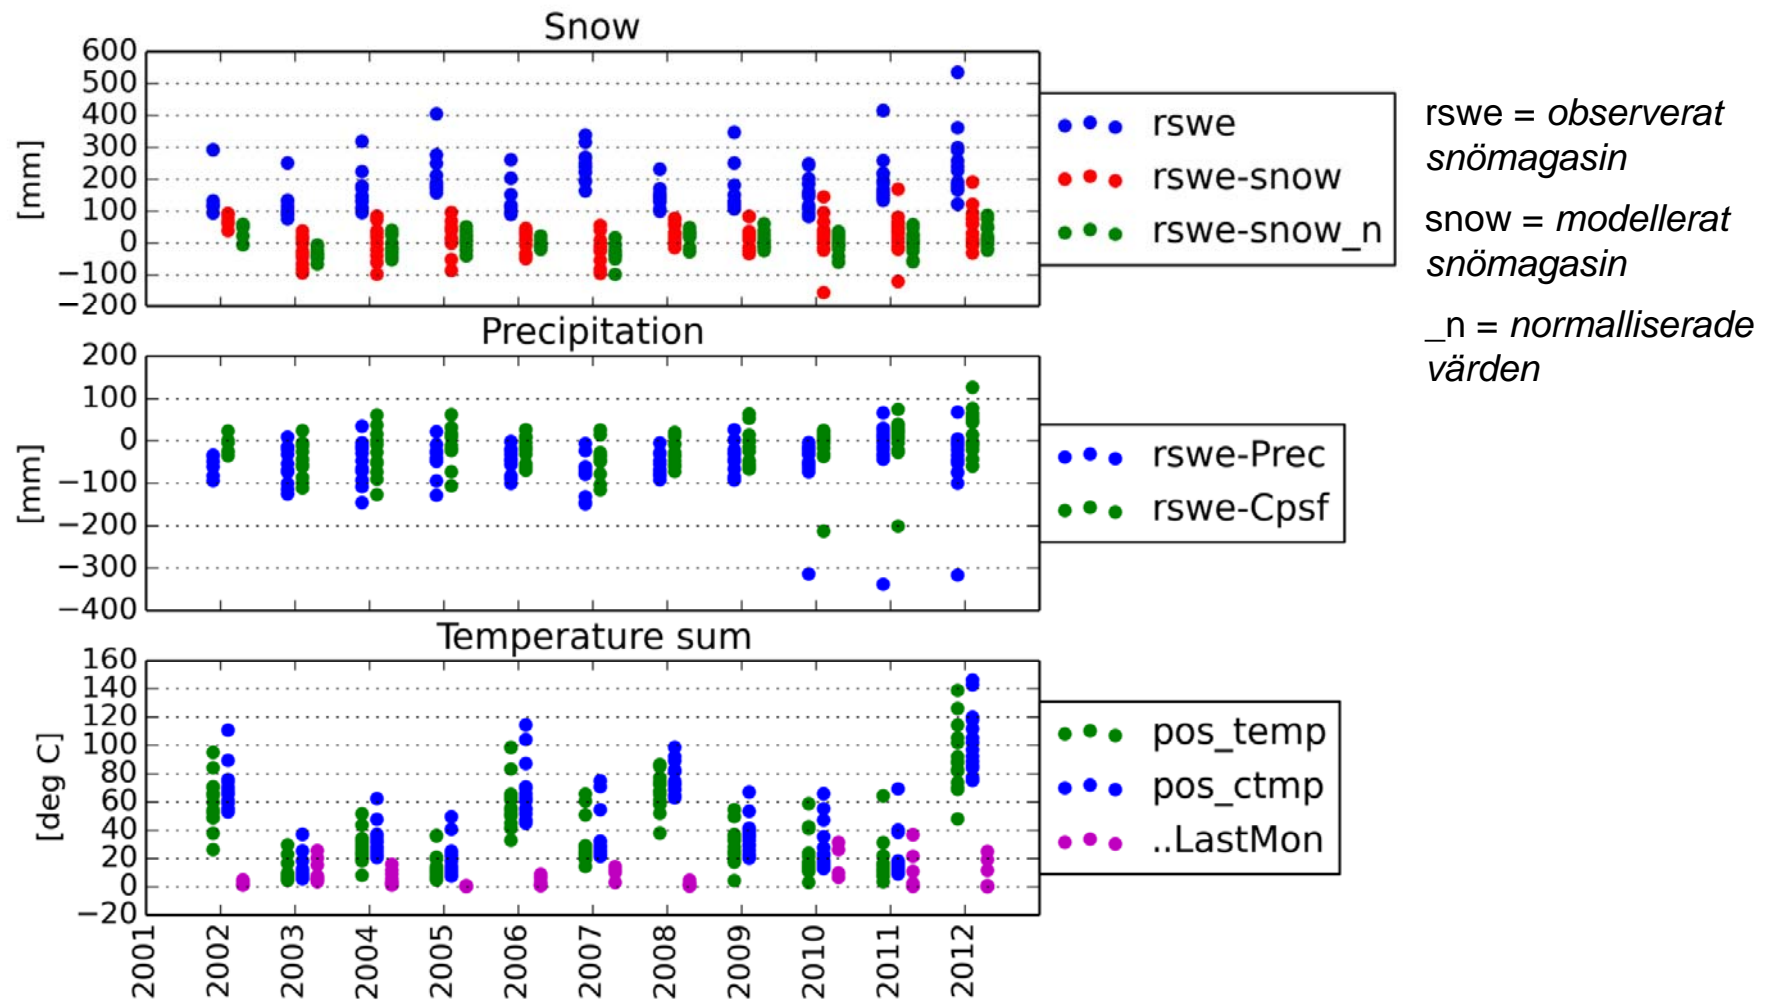 Snow
600
500
400
300
200
100
0
−100
−200
[mm]
rswe
rswe-snow
rswe-snow_n
rswe = observerat
snömagasin
snow = modellerat
snömagasin
_n = normalliserade
värden
Precipitation
200
100
0
−100
−200
−300
−400
[mm]
rswe-Prec
rswe-Cpsf
Temperature sum
160
140
120
100
80
60
40
20
0
−20
[deg C]
pos_temp
pos_ctmp
..LastMon
2001
2002
2003
2004
2005
2006
2007
2008
2009
2010
2011
2012